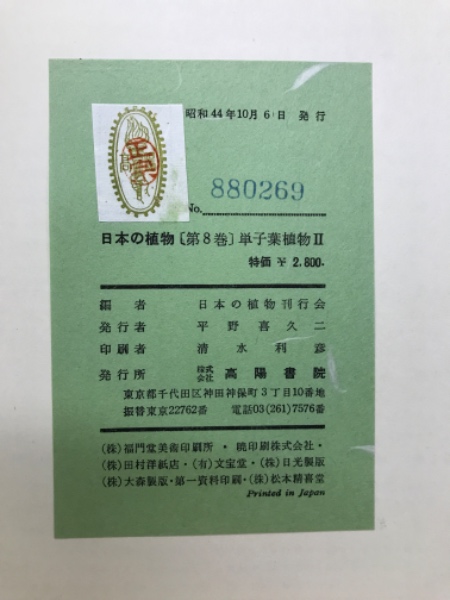 昭和44年10月6日 発行
No. 880269
日本の植物〔第8巻〕単子葉植物Ⅱ
特価 ¥ 2,800.
編者 日本の植物刊行会
発行者 平野喜久二
印刷者 清水利彦
発行所 株式会社 高陽書院
東京都千代田区神田神保町3丁目10番地
振替東京22762番 電話03(261)7576番
(株)福門堂美術印刷所・暁印刷株式会社・
(株)田村洋紙店・(有)文宝堂・(株)日光製版
(株)大森製版・第一資料印刷・(株)松本精喜堂
Printed in Japan